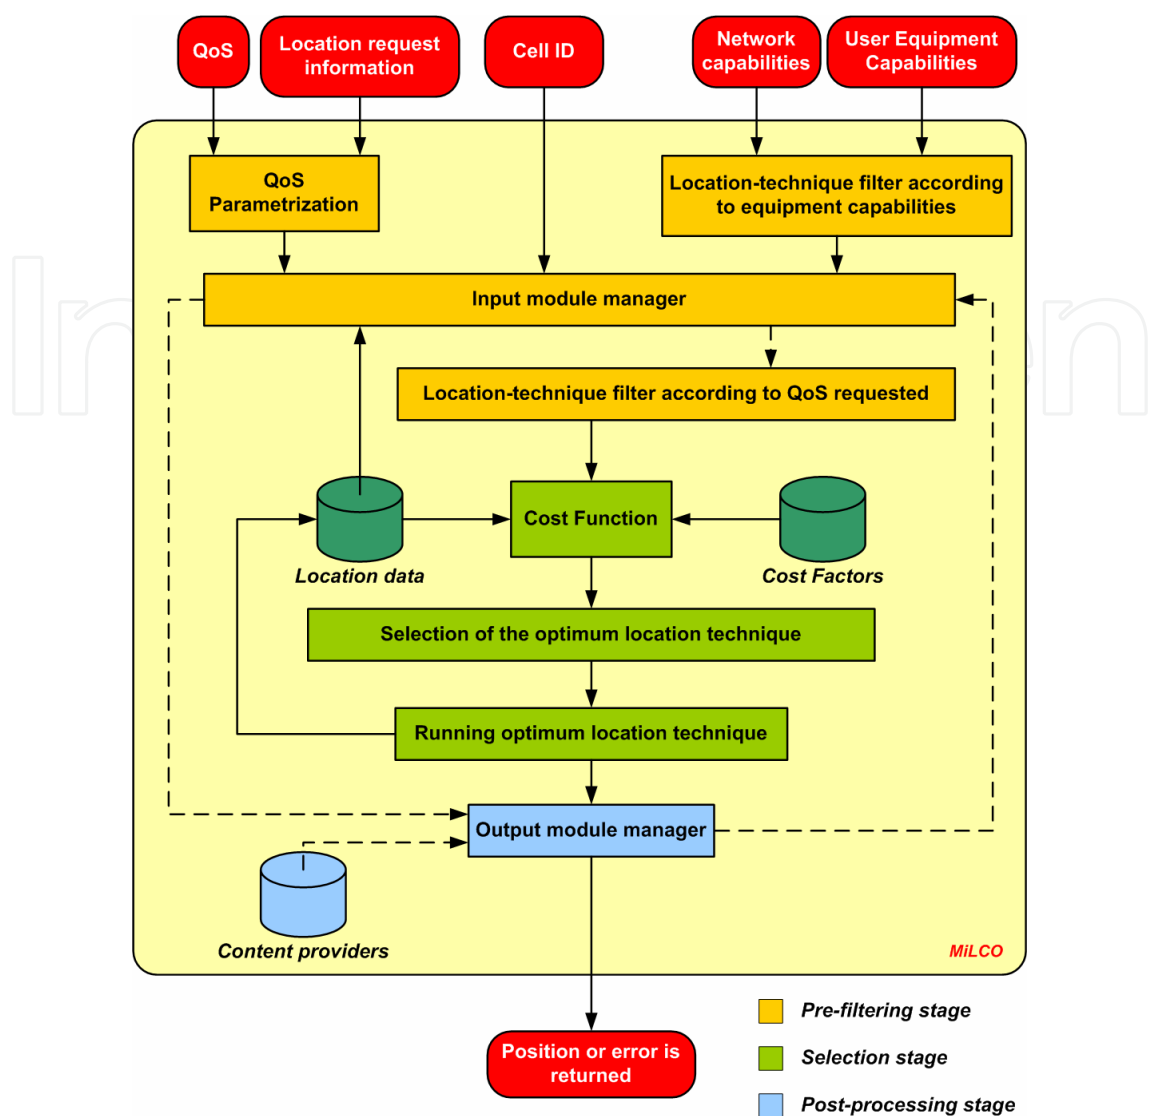 QoS
Location request
information
Cell ID
Network
capabilities
User Equipment
Capabilities
QoS
Parametrization
Location-technique filter according
to equipment capabilities
Input module manager
Location-technique filter according to QoS requested
Cost Function
Location data
Cost Factors
Selection of the optimum location technique
Running optimum location technique
Output module manager
Content providers
MiLCO
Position or error is
returned
Pre-filtering stage
Selection stage
Post-processing stage